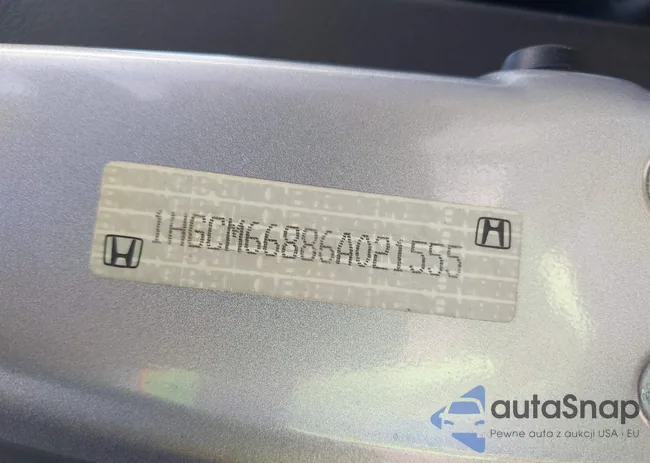 1HGCM66886A021555
autaSnap
Pewne auta z aukcji USA - EU